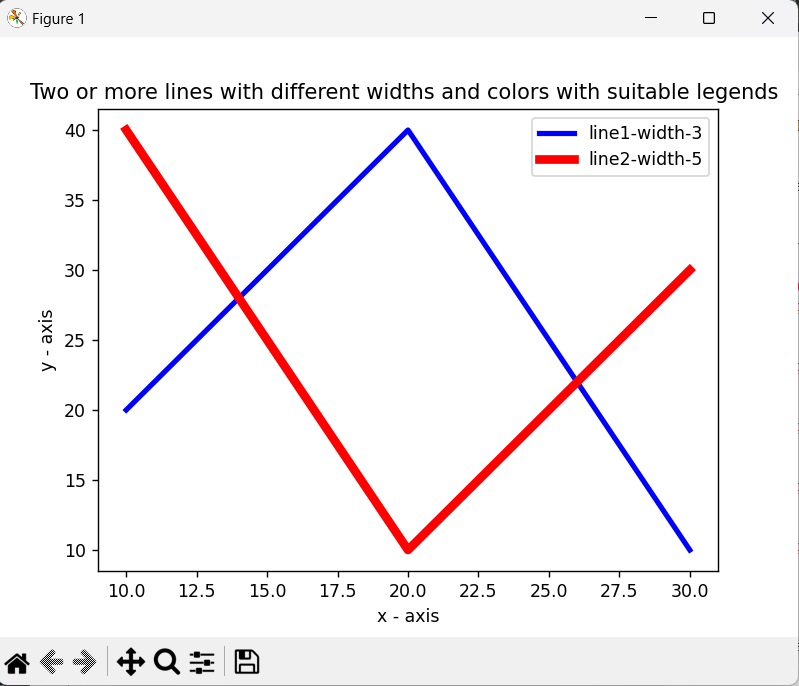 Figure 1
Two or more lines with different widths and colors with suitable legends
line1-width-3
line2-width-5
40
35
30
25
20
15
10
y - axis
10.0 12.5 15.0 17.5 20.0 22.5 25.0 27.5 30.0
x - axis